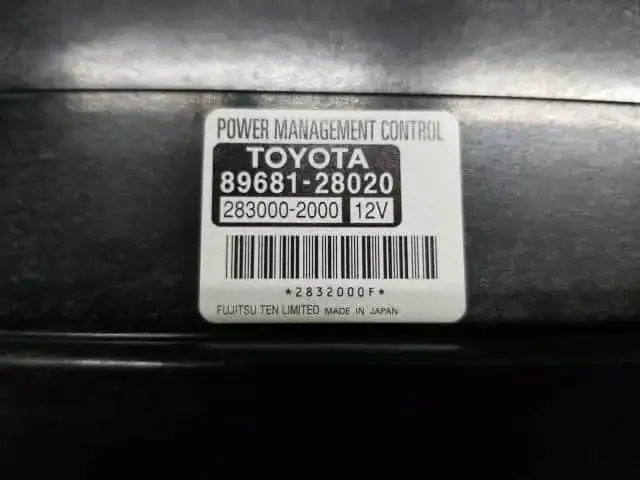 POWER MANAGEMENT CONTROL
TOYOTA
89681-28020
283000-2000 12V
*2832000F*
FUJITSU TEN LIMITED MADE IN JAPAN